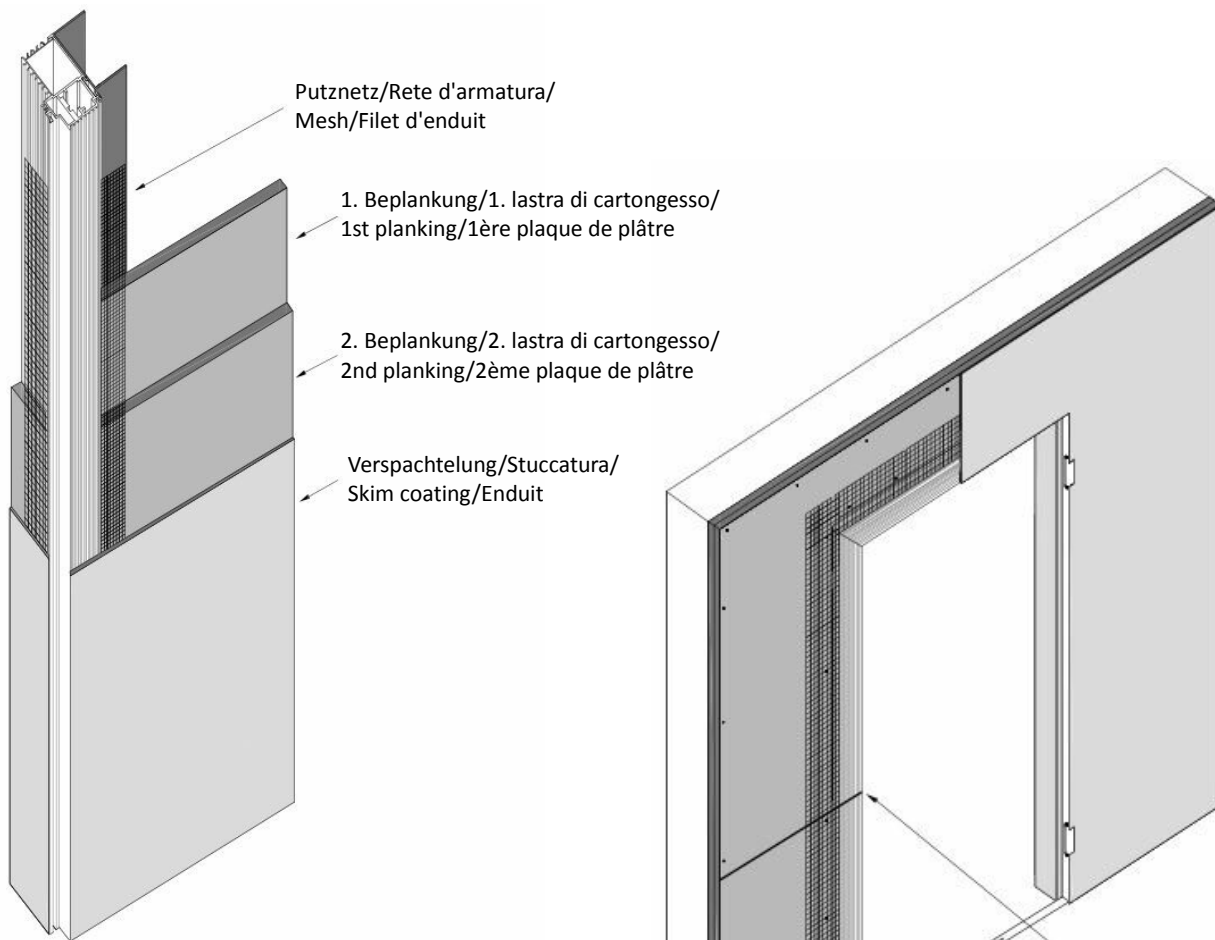 Putznetz/Rete d'armatura/
Mesh/Filet d'enduit
1. Beplankung/1. lastra di cartongesso/
1st planking/1ère plaque de plâtre
2. Beplankung/2. lastra di cartongesso/
2nd planking/2ème plaque de plâtre
Verspachtelung/Stuccatura/
Skim coating/Enduit